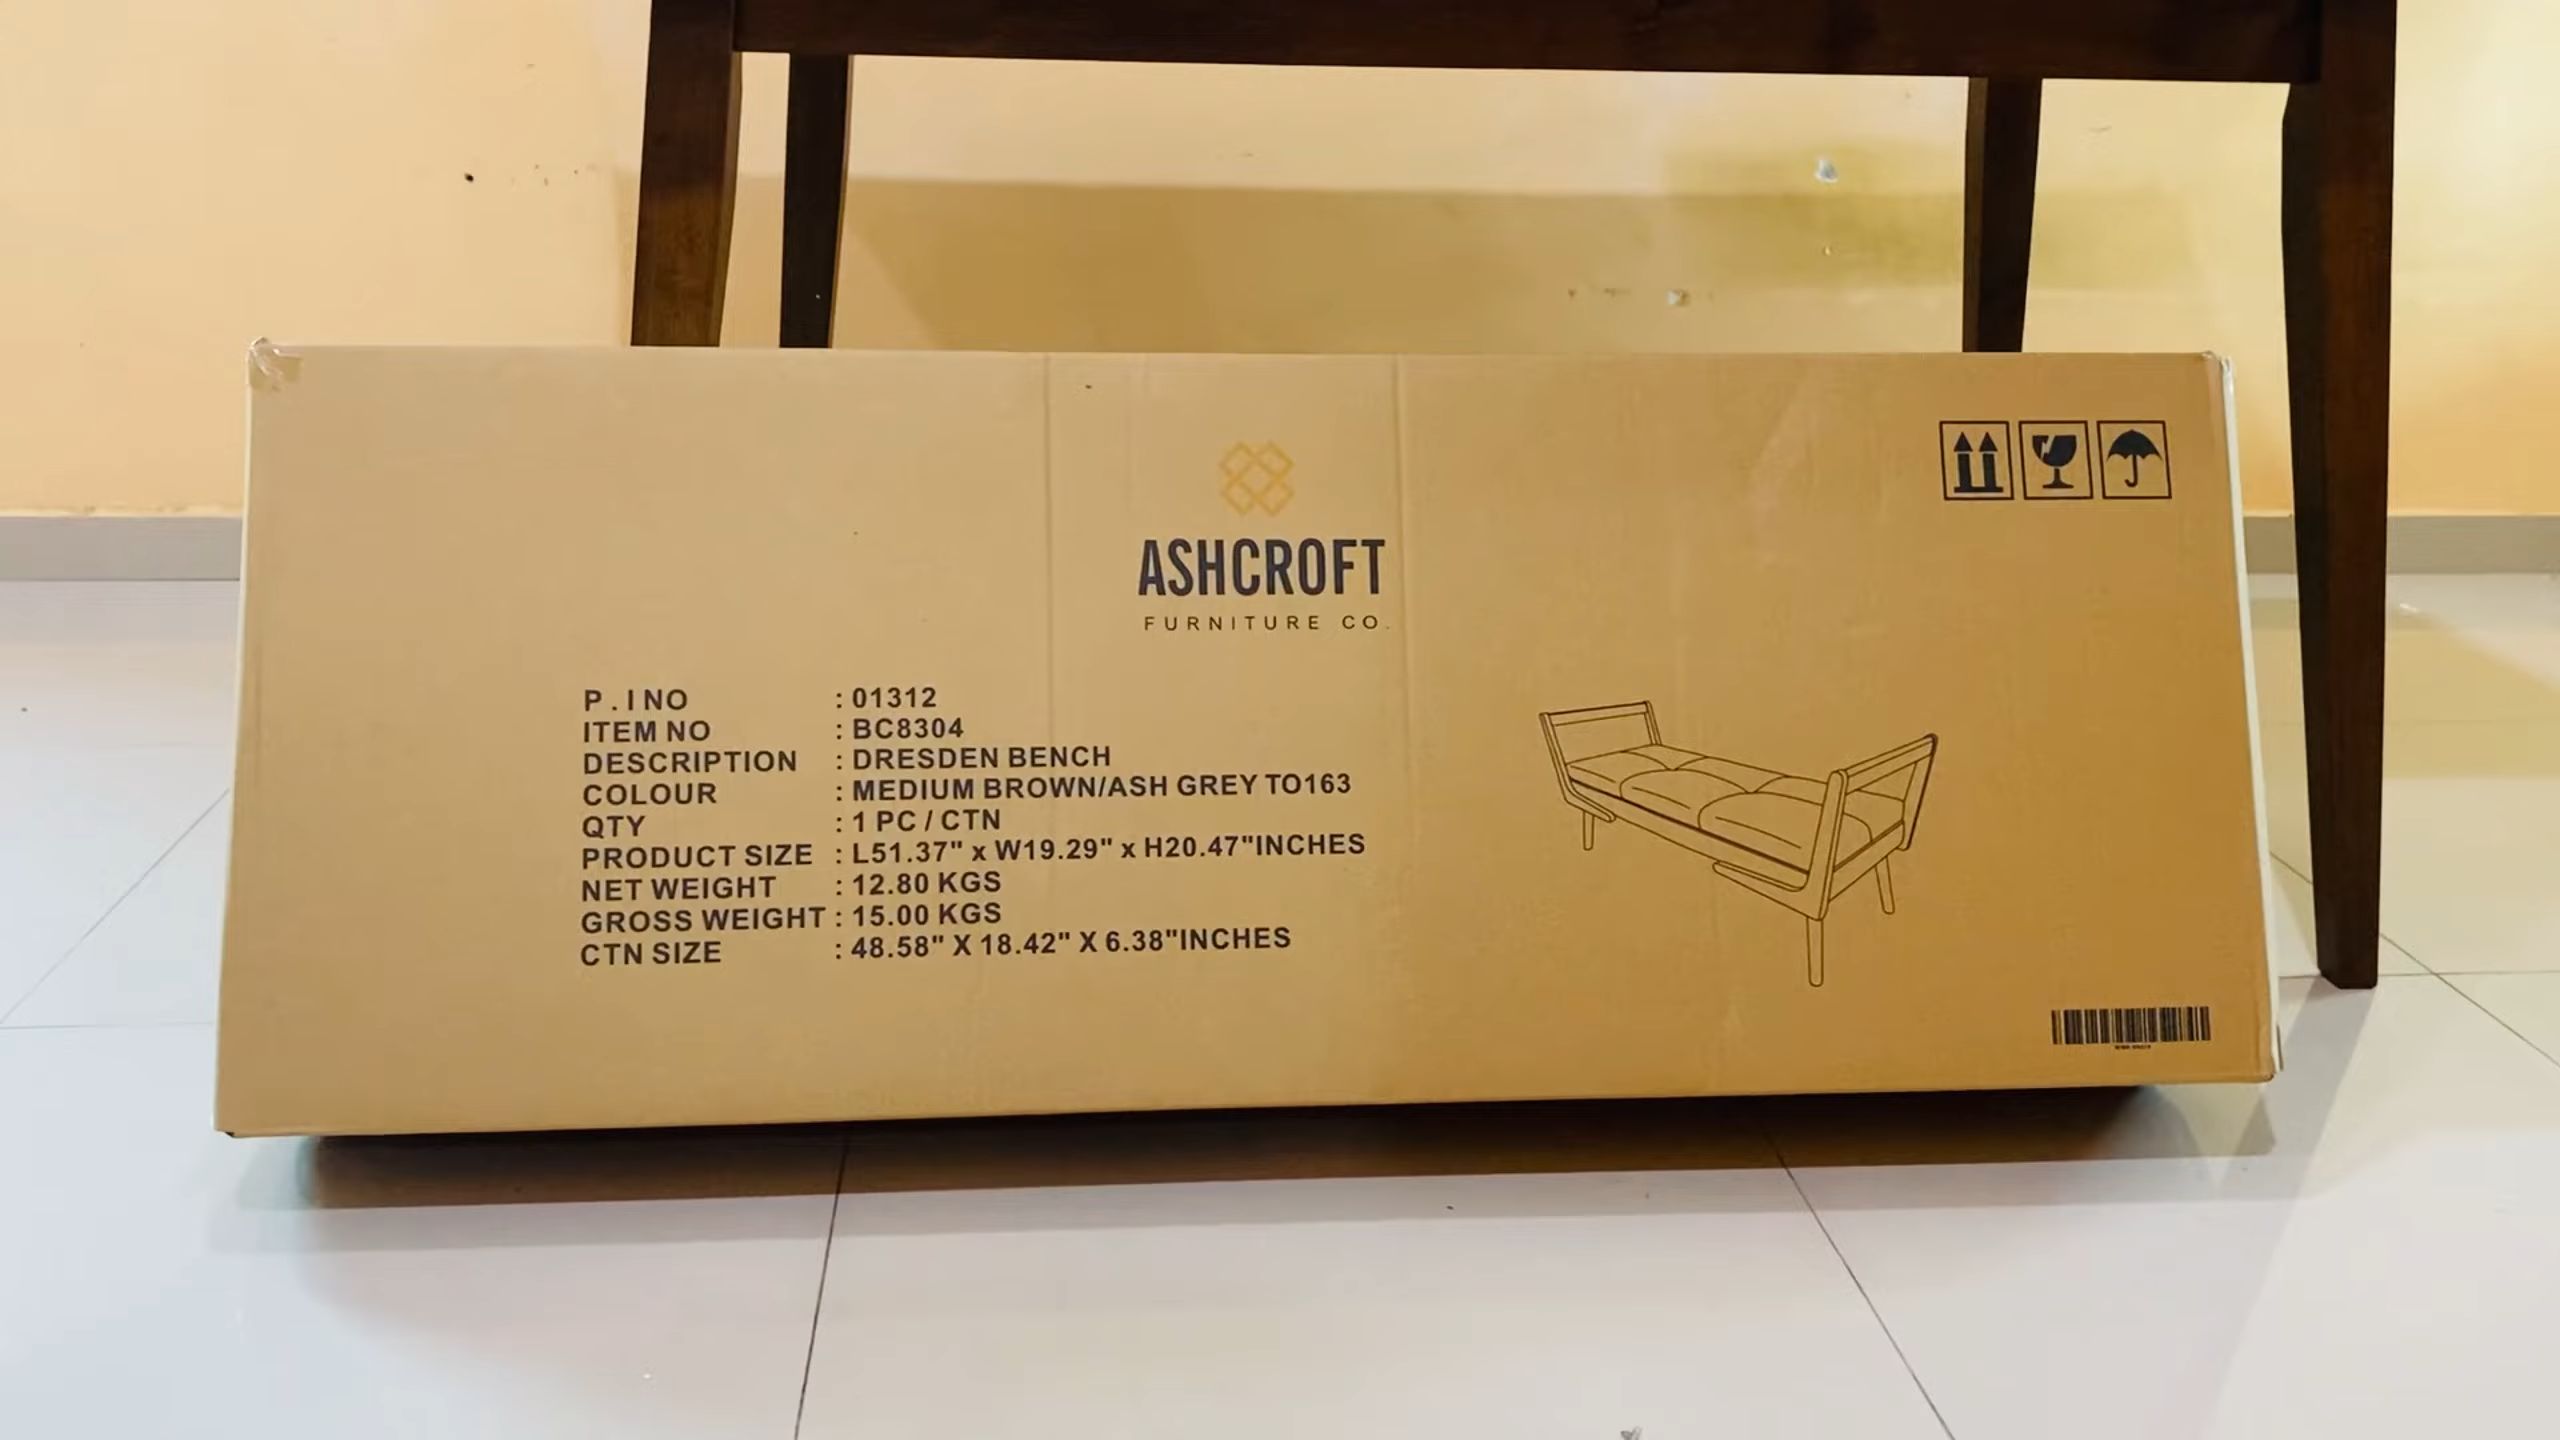 ASHCROFT
FURNITURE CO.
P . I NO : 01312
ITEM NO : BC8304
DESCRIPTION : DRESDEN BENCH
COLOUR : MEDIUM BROWN/ASH GREY TO163
QTY : 1 PC / CTN
PRODUCT SIZE : L51.37" x W19.29" x H20.47"INCHES
NET WEIGHT : 12.80 KGS
GROSS WEIGHT : 15.00 KGS
CTN SIZE : 48.58" X 18.42" X 6.38"INCHES